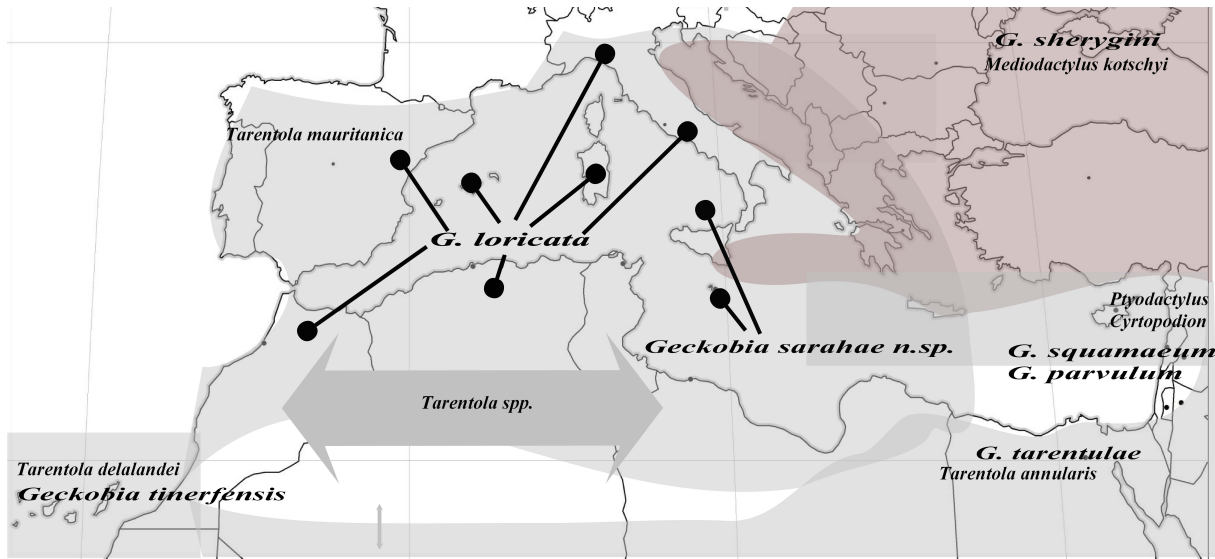 G. sherygini
Mediodactylus kotschyi
Tarentola mauritanica
G. loricata
Ptyodactylus
Cyrtopodion
Geckobia sarahae n.sp.
G. squamaeum
G. parvulum
Tarentola spp.
G. tarentulae
Tarentola annularis
Tarentola delalandei
Geckobia tinerfensis